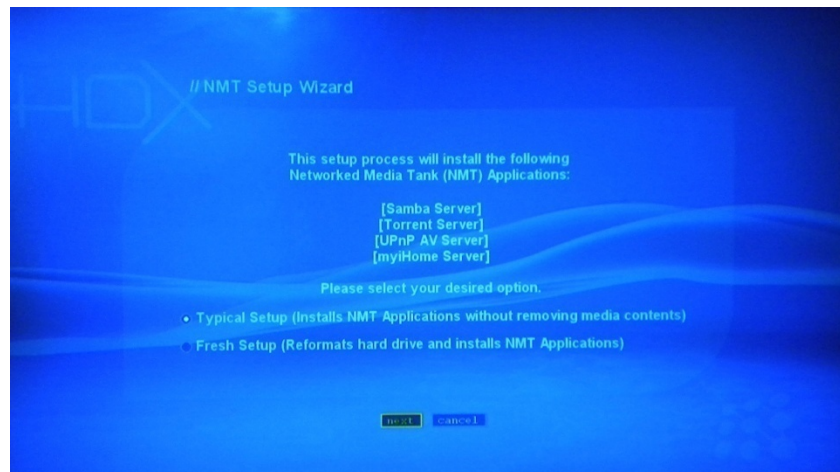 HDX
// NMT Setup Wizard
This setup process will install the following
Networked Media Tank (NMT) Applications:
[Samba Server]
[Torrent Server]
[UPnP AV Server]
[myiHome Server]
Please select your desired option.
Typical Setup (Installs NMT Applications without removing media contents)
Fresh Setup (Reformats hard drive and installs NMT Applications)
next cancel